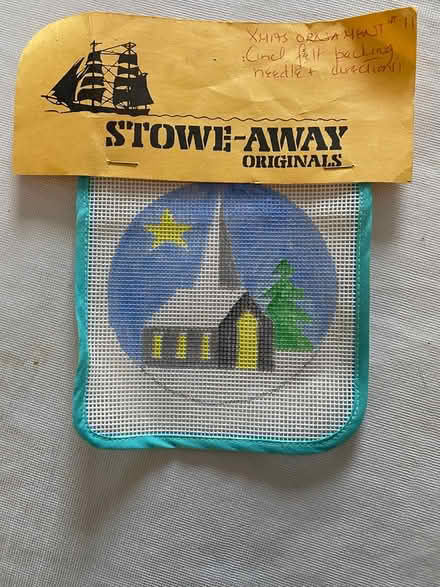 XMAS ORNAMENT #11
(incl felt backing
needle + directions)
STOWE-AWAY
ORIGINALS